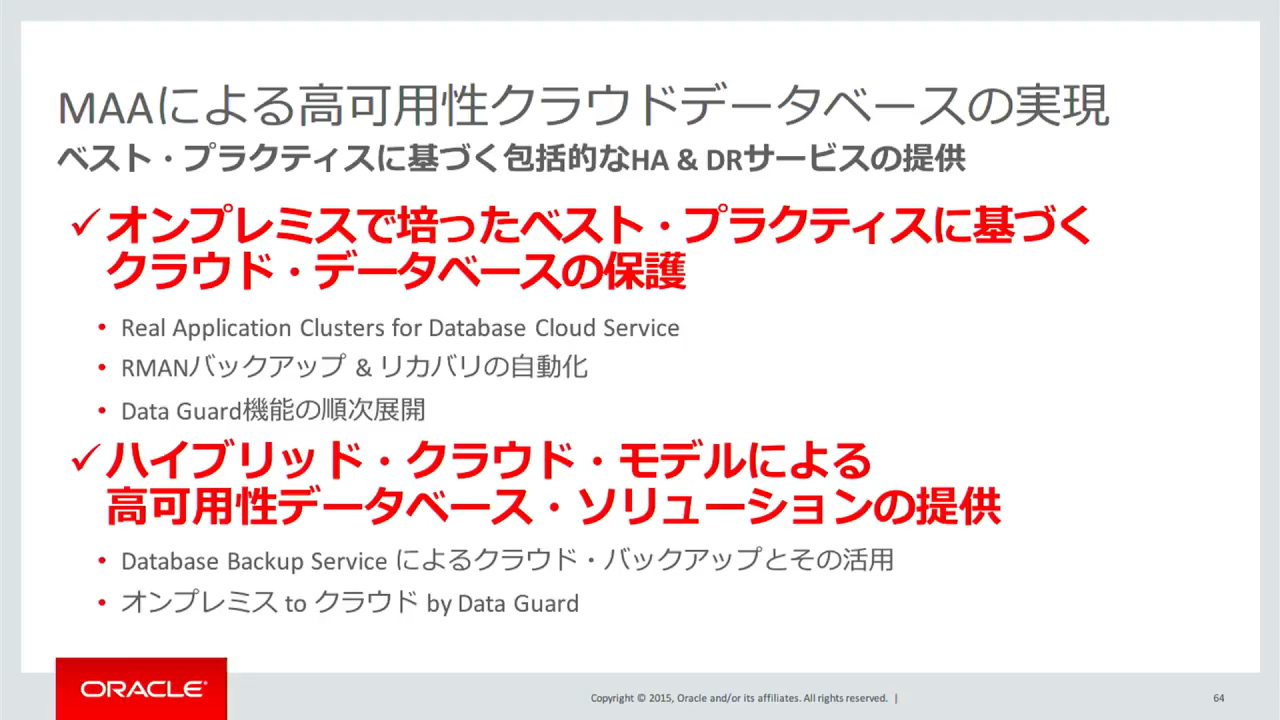 MAAによる高可用性クラウドデータベースの実現
ベスト・プラクティスに基づく包括的なHA & DRサービスの提供
✓オンプレミスで培ったベスト・プラクティスに基づく
クラウド・データベースの保護
• Real Application Clusters for Database Cloud Service
• RMANバックアップ & リカバリの自動化
• Data Guard機能の順次展開
✓ハイブリッド・クラウド・モデルによる
高可用性データベース・ソリューションの提供
• Database Backup Service によるクラウド・バックアップとその活用
• オンプレミス to クラウド by Data Guard
ORACLE®
Copyright © 2015, Oracle and/or its affiliates. All rights reserved. |
64